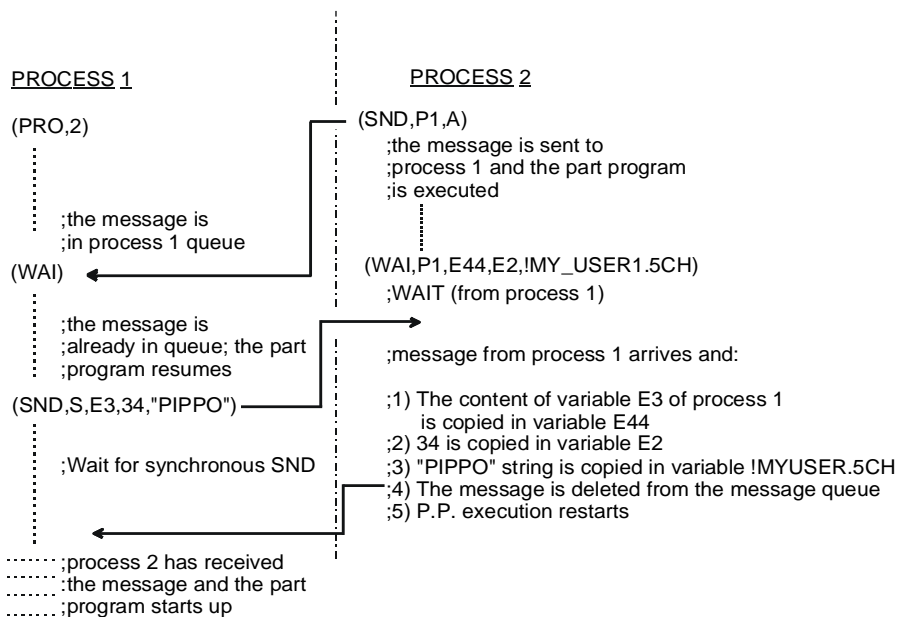 PROCESS 1
(PRO,2)
;the message is
;in process 1 queue
(WAI)
;the message is
;already in queue; the part
;program resumes
(SND,S,E3,34,"PIPPO")
;Wait for synchronous SND
;process 2 has received
:the message and the part
;program starts up
PROCESS 2
(SND,P1,A)
;the message is sent to
;process 1 and the part program
;is executed
(WAI,P1,E44,E2,!MY_USER1.5CH)
;WAIT (from process 1)
;message from process 1 arrives and:
;1) The content of variable E3 of process 1
is copied in variable E44
;2) 34 is copied in variable E2
;3) "PIPPO" string is copied in variable !MYUSER.5CH
;4) The message is deleted from the message queue
;5) P.P. execution restarts